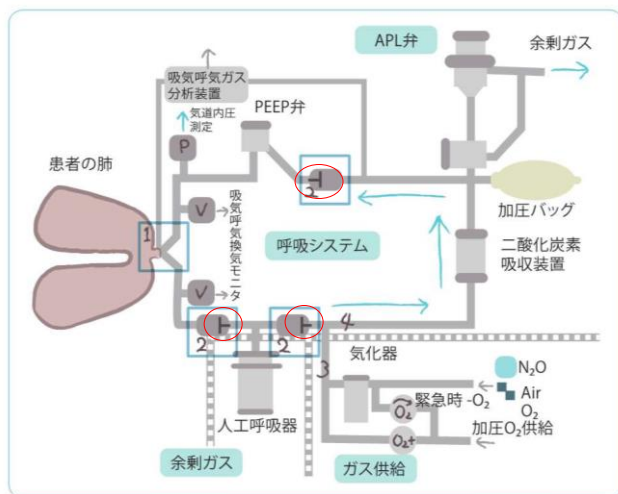 APL弁
余剰ガス
吸気呼気ガス
分析装置
PEEP弁
気道内圧
測定
P
患者の肺
2
加圧バッグ
V
吸気呼気換気モニタ
1
呼吸システム
二酸化炭素
吸収装置
V
2
2
4
気化器
3
N₂O
Air
O₂
緊急時 -O₂
O₂
人工呼吸器
加圧O₂供給
O₂+
余剰ガス
ガス供給